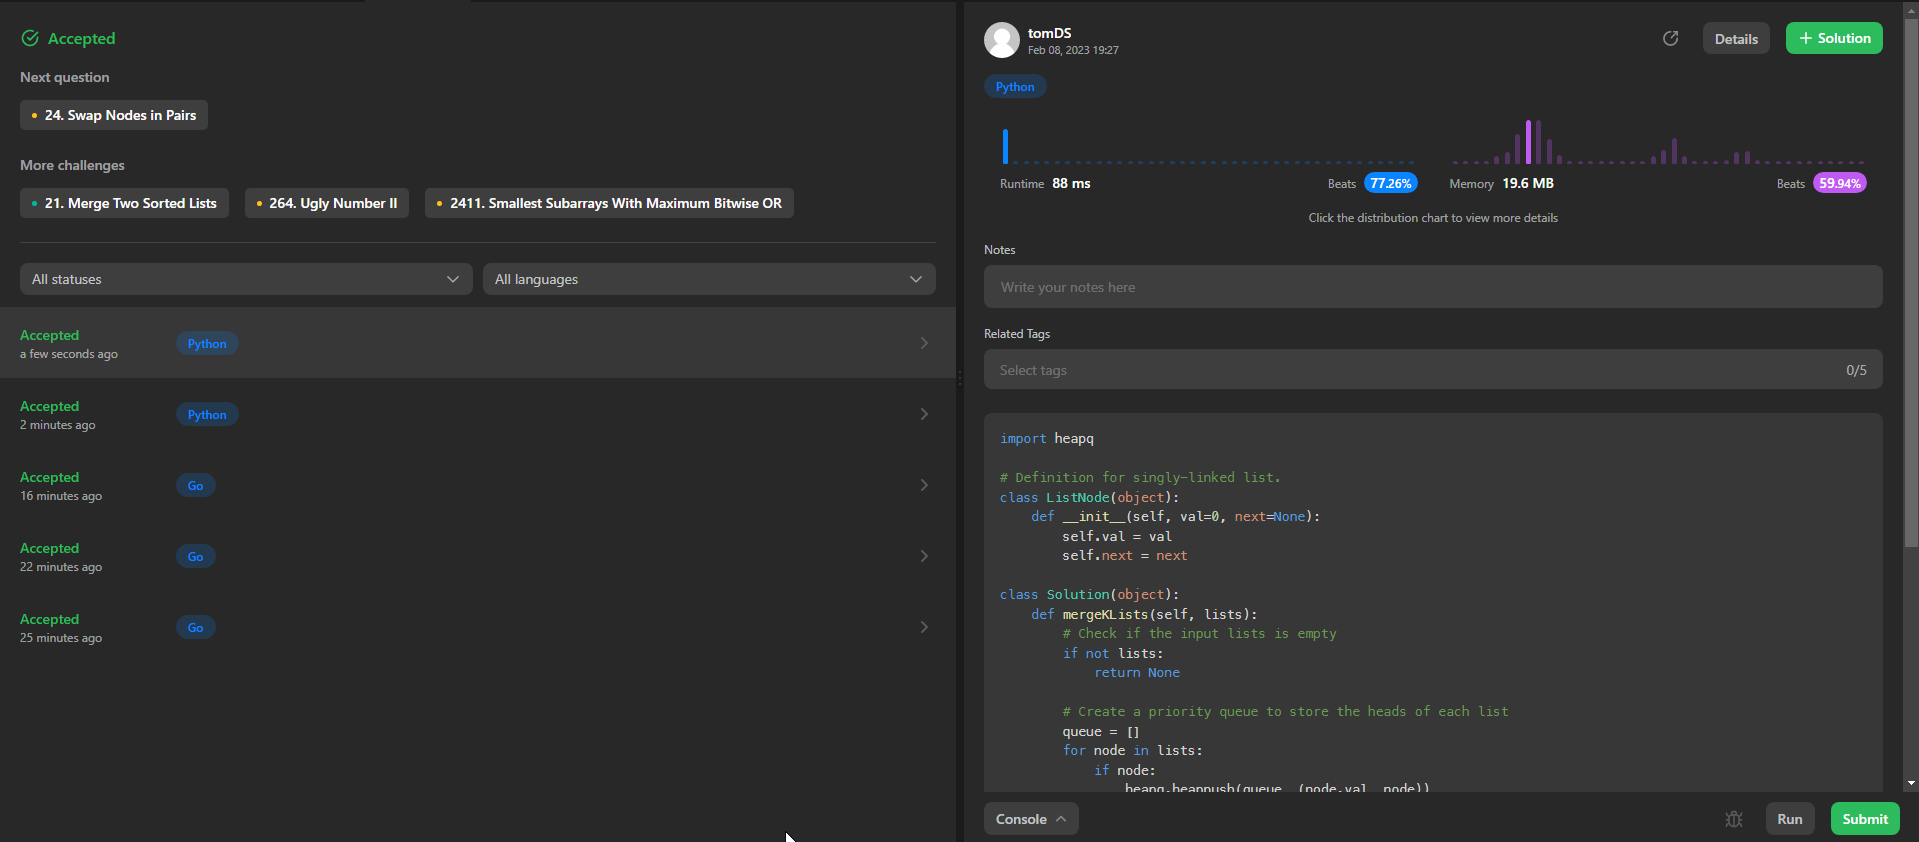 Accepted
Next question
24. Swap Nodes in Pairs
More challenges
21. Merge Two Sorted Lists
264. Ugly Number II
2411. Smallest Subarrays With Maximum Bitwise OR
All statuses
All languages
Accepted
a few seconds ago
Python
Accepted
2 minutes ago
Python
Accepted
16 minutes ago
Go
Accepted
22 minutes ago
Go
Accepted
25 minutes ago
Go
tomDS
Feb 08, 2023 19:27
Details
+ Solution
Python
Runtime 88 ms
Beats 77.26%
Memory 19.6 MB
Beats 59.94%
Click the distribution chart to view more details
Notes
Write your notes here
Related Tags
Select tags
0/5
import heapq
# Definition for singly-linked list.
class ListNode(object):
    def __init__(self, val=0, next=None):
        self.val = val
        self.next = next
class Solution(object):
    def mergeKLists(self, lists):
        # Check if the input lists is empty
        if not lists:
            return None
        # Create a priority queue to store the heads of each list
        queue = []
        for node in lists:
            if node:
                heapq.heappush(queue, (node.val, node))
Console
Run
Submit